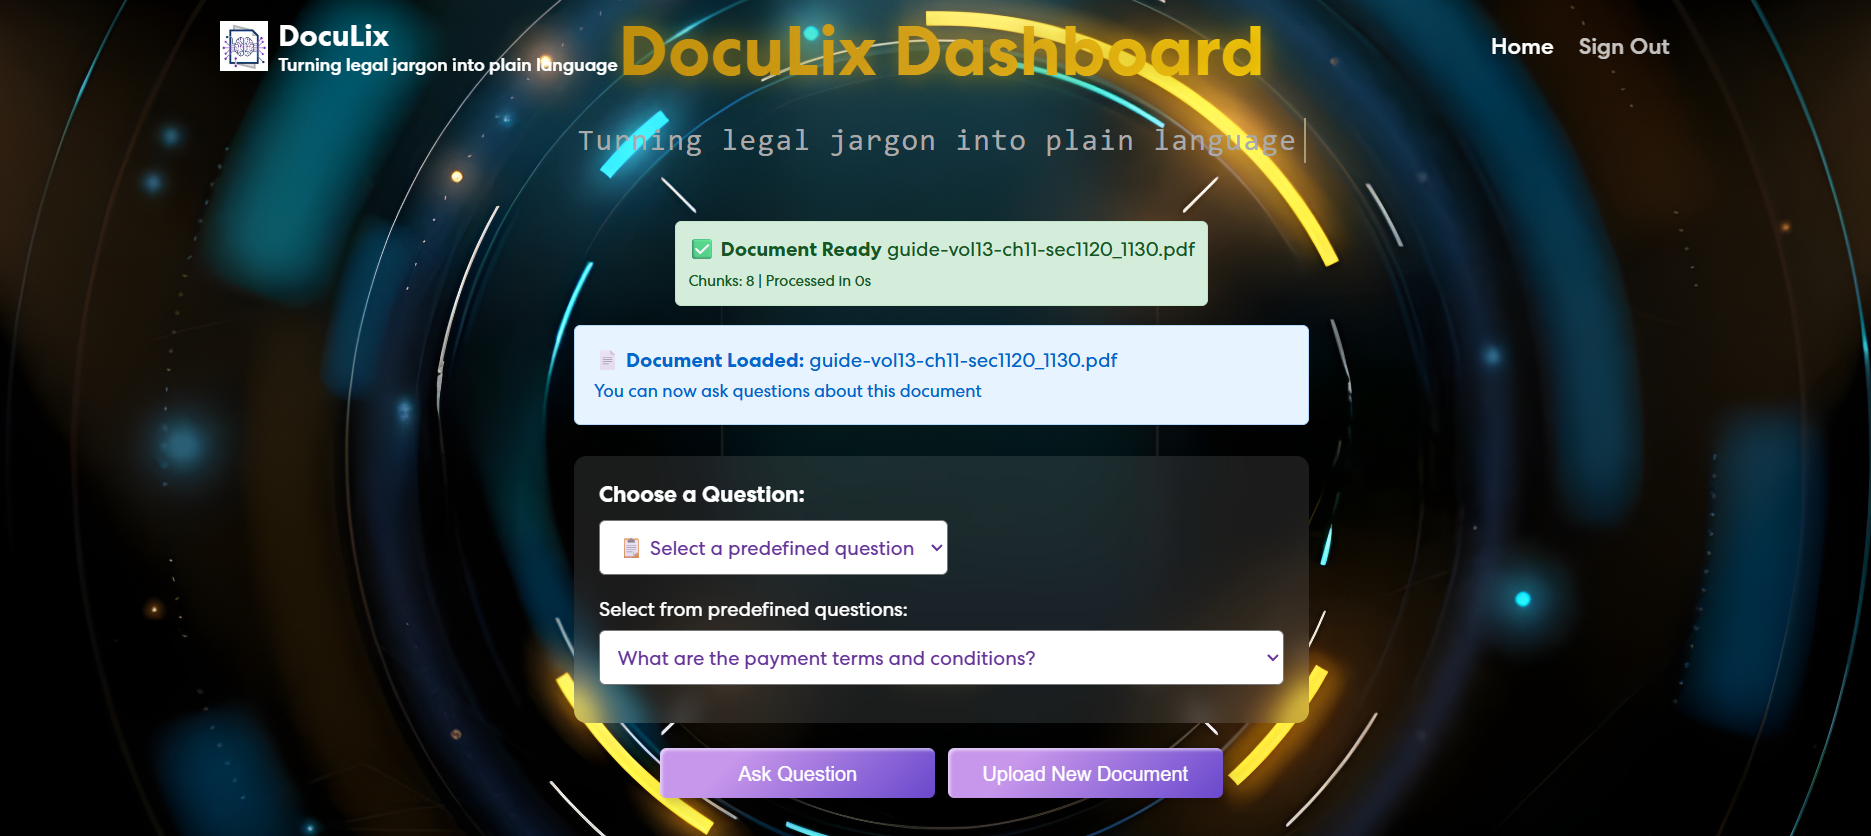 DocuLix
Turning legal jargon into plain language
DocuLix Dashboard
Home
Sign Out
Turning legal jargon into plain language
✅ Document Ready guide-vol13-ch11-sec1120_1130.pdf
Chunks: 8 | Processed in 0s
📄 Document Loaded: guide-vol13-ch11-sec1120_1130.pdf
You can now ask questions about this document
Choose a Question:
📋 Select a predefined question
Select from predefined questions:
What are the payment terms and conditions?
Ask Question
Upload New Document